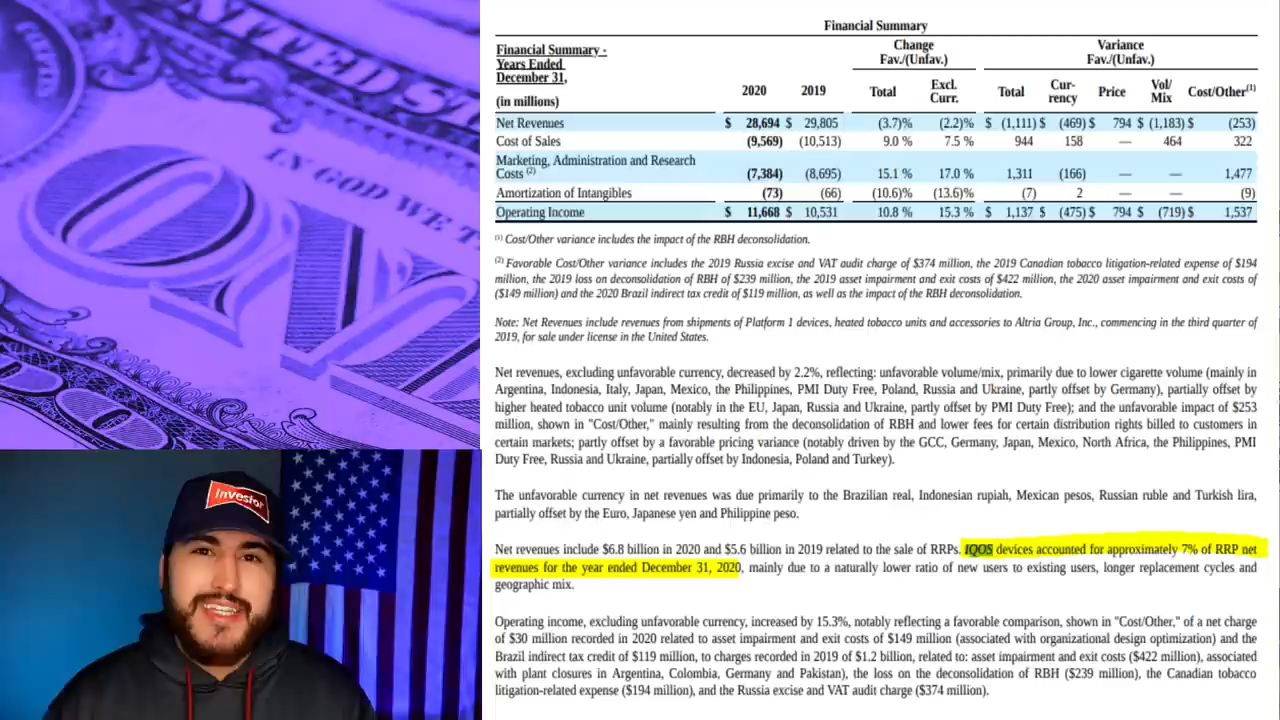 UNITED ST
IN GOD WE T
ON
Investor
Financial Summary
Financial Summary -
Years Ended
December 31,
(in millions)
2020 2019
Change
Fav./(Unfav.)
Total Excl. Curr.
Variance
Fav./(Unfav.)
Total Cur-rency Price Vol/Mix Cost/Other(1)
Net Revenues $ 28,694 $ 29,805 (3.7)% (2.2)% $ (1,111) $ (469) $ 794 $ (1,183) $ (253)
Cost of Sales (9,569) (10,513) 9.0 % 7.5 % 944 158 — 464 322
Marketing, Administration and Research
Costs (2) (7,384) (8,695) 15.1 % 17.0 % 1,311 (166) — — 1,477
Amortization of Intangibles (73) (66) (10.6)% (13.6)% (7) 2 — — (9)
Operating Income $ 11,668 $ 10,531 10.8 % 15.3 % $ 1,137 $ (475) $ 794 $ (719) $ 1,537
(1) Cost/Other variance includes the impact of the RBH deconsolidation.
(2) Favorable Cost/Other variance includes the 2019 Russia excise and VAT audit charge of $374 million, the 2019 Canadian tobacco litigation-related expense of $194
million, the 2019 loss on deconsolidation of RBH of $239 million, the 2019 asset impairment and exit costs of $422 million, the 2020 asset impairment and exit costs of
($149 million) and the 2020 Brazil indirect tax credit of $119 million, as well as the impact of the RBH deconsolidation.
Note: Net Revenues include revenues from shipments of Platform 1 devices, heated tobacco units and accessories to Altria Group, Inc., commencing in the third quarter of
2019, for sale under license in the United States.
Net revenues, excluding unfavorable currency, decreased by 2.2%, reflecting: unfavorable volume/mix, primarily due to lower cigarette volume (mainly in
Argentina, Indonesia, Italy, Japan, Mexico, the Philippines, PMI Duty Free, Poland, Russia and Ukraine, partly offset by Germany), partially offset by
higher heated tobacco unit volume (notably in the EU, Japan, Russia and Ukraine, partly offset by PMI Duty Free); and the unfavorable impact of $253
million, shown in "Cost/Other," mainly resulting from the deconsolidation of RBH and lower fees for certain distribution rights billed to customers in
certain markets; partly offset by a favorable pricing variance (notably driven by the GCC, Germany, Japan, Mexico, North Africa, the Philippines, PMI
Duty Free, Russia and Ukraine, partially offset by Indonesia, Poland and Turkey).
The unfavorable currency in net revenues was due primarily to the Brazilian real, Indonesian rupiah, Mexican pesos, Russian ruble and Turkish lira,
partially offset by the Euro, Japanese yen and Philippine peso.
Net revenues include $6.8 billion in 2020 and $5.6 billion in 2019 related to the sale of RRPs. IQOS devices accounted for approximately 7% of RRP net
revenues for the year ended December 31, 2020, mainly due to a naturally lower ratio of new users to existing users, longer replacement cycles and
geographic mix.
Operating income, excluding unfavorable currency, increased by 15.3%, notably reflecting a favorable comparison, shown in "Cost/Other," of a net charge
of $30 million recorded in 2020 related to asset impairment and exit costs of $149 million (associated with organizational design optimization) and the
Brazil indirect tax credit of $119 million, to charges recorded in 2019 of $1.2 billion, related to: asset impairment and exit costs ($422 million), associated
with plant closures in Argentina, Colombia, Germany and Pakistan), the loss on the deconsolidation of RBH ($239 million), the Canadian tobacco
litigation-related expense ($194 million), and the Russia excise and VAT audit charge ($374 million).